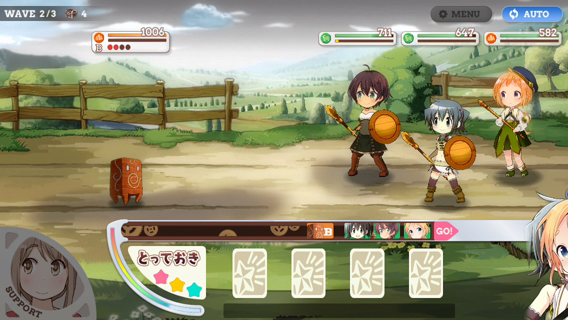 WAVE 2/3 4
MENU
AUTO
1006
B
711
647
582
B
GO!
とっておき
SUPPORT